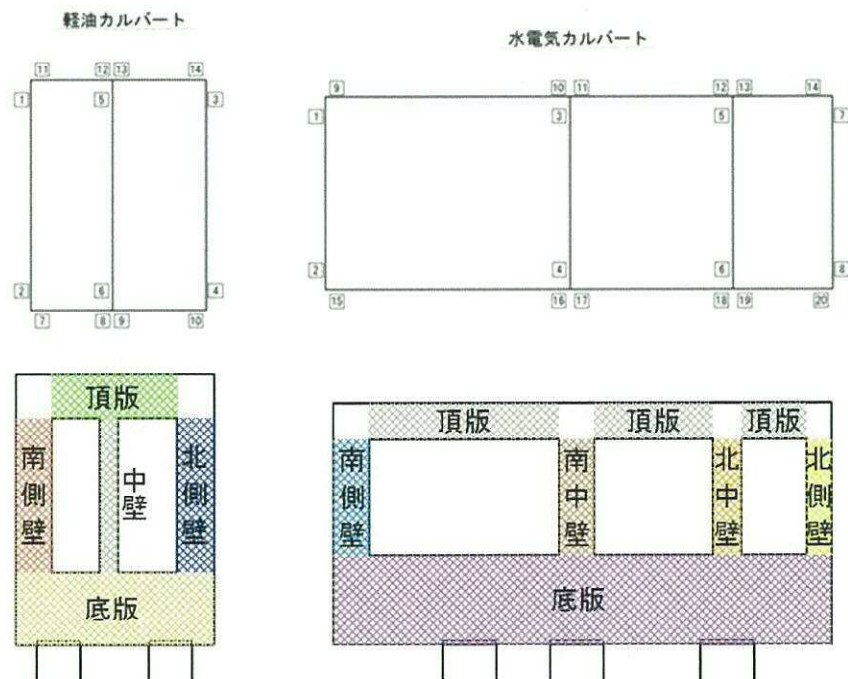 軽油カルバート
11 12 13 14
1 5 3
2 6 4
7 8 9 10
水電気カルバート
9 10 11 12 13 14
1 3 5 7
2 4 6 8
15 16 17 18 19 20
頂版
南側壁
中壁
北側壁
底版
頂版 頂版 頂版
南側壁
南中壁
北中壁
北側壁
底版